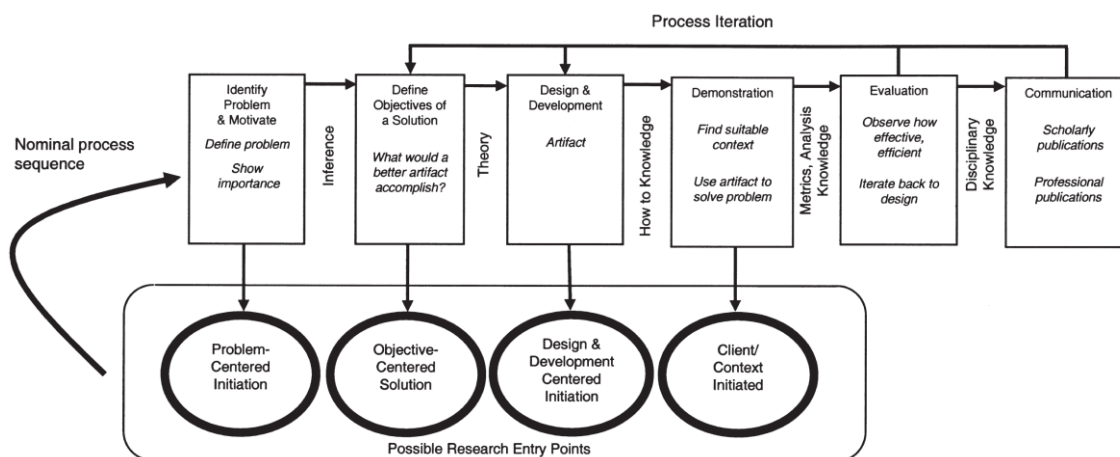 Process Iteration
Nominal process
sequence
Identify
Problem
& Motivate
Define problem
Show
importance
Inference
Define
Objectives of
a Solution
What would a
better artifact
accomplish?
Theory
Design &
Development
Artifact
How to Knowledge
Demonstration
Find suitable
context
Use artifact to
solve problem
Metrics, Analysis
Knowledge
Evaluation
Observe how
effective,
efficient
Iterate back to
design
Disciplinary
Knowledge
Communication
Scholarly
publications
Professional
publications
Problem-
Centered
Initiation
Objective-
Centered
Solution
Design &
Development
Centered
Initiation
Client/
Context
Initiated
Possible Research Entry Points